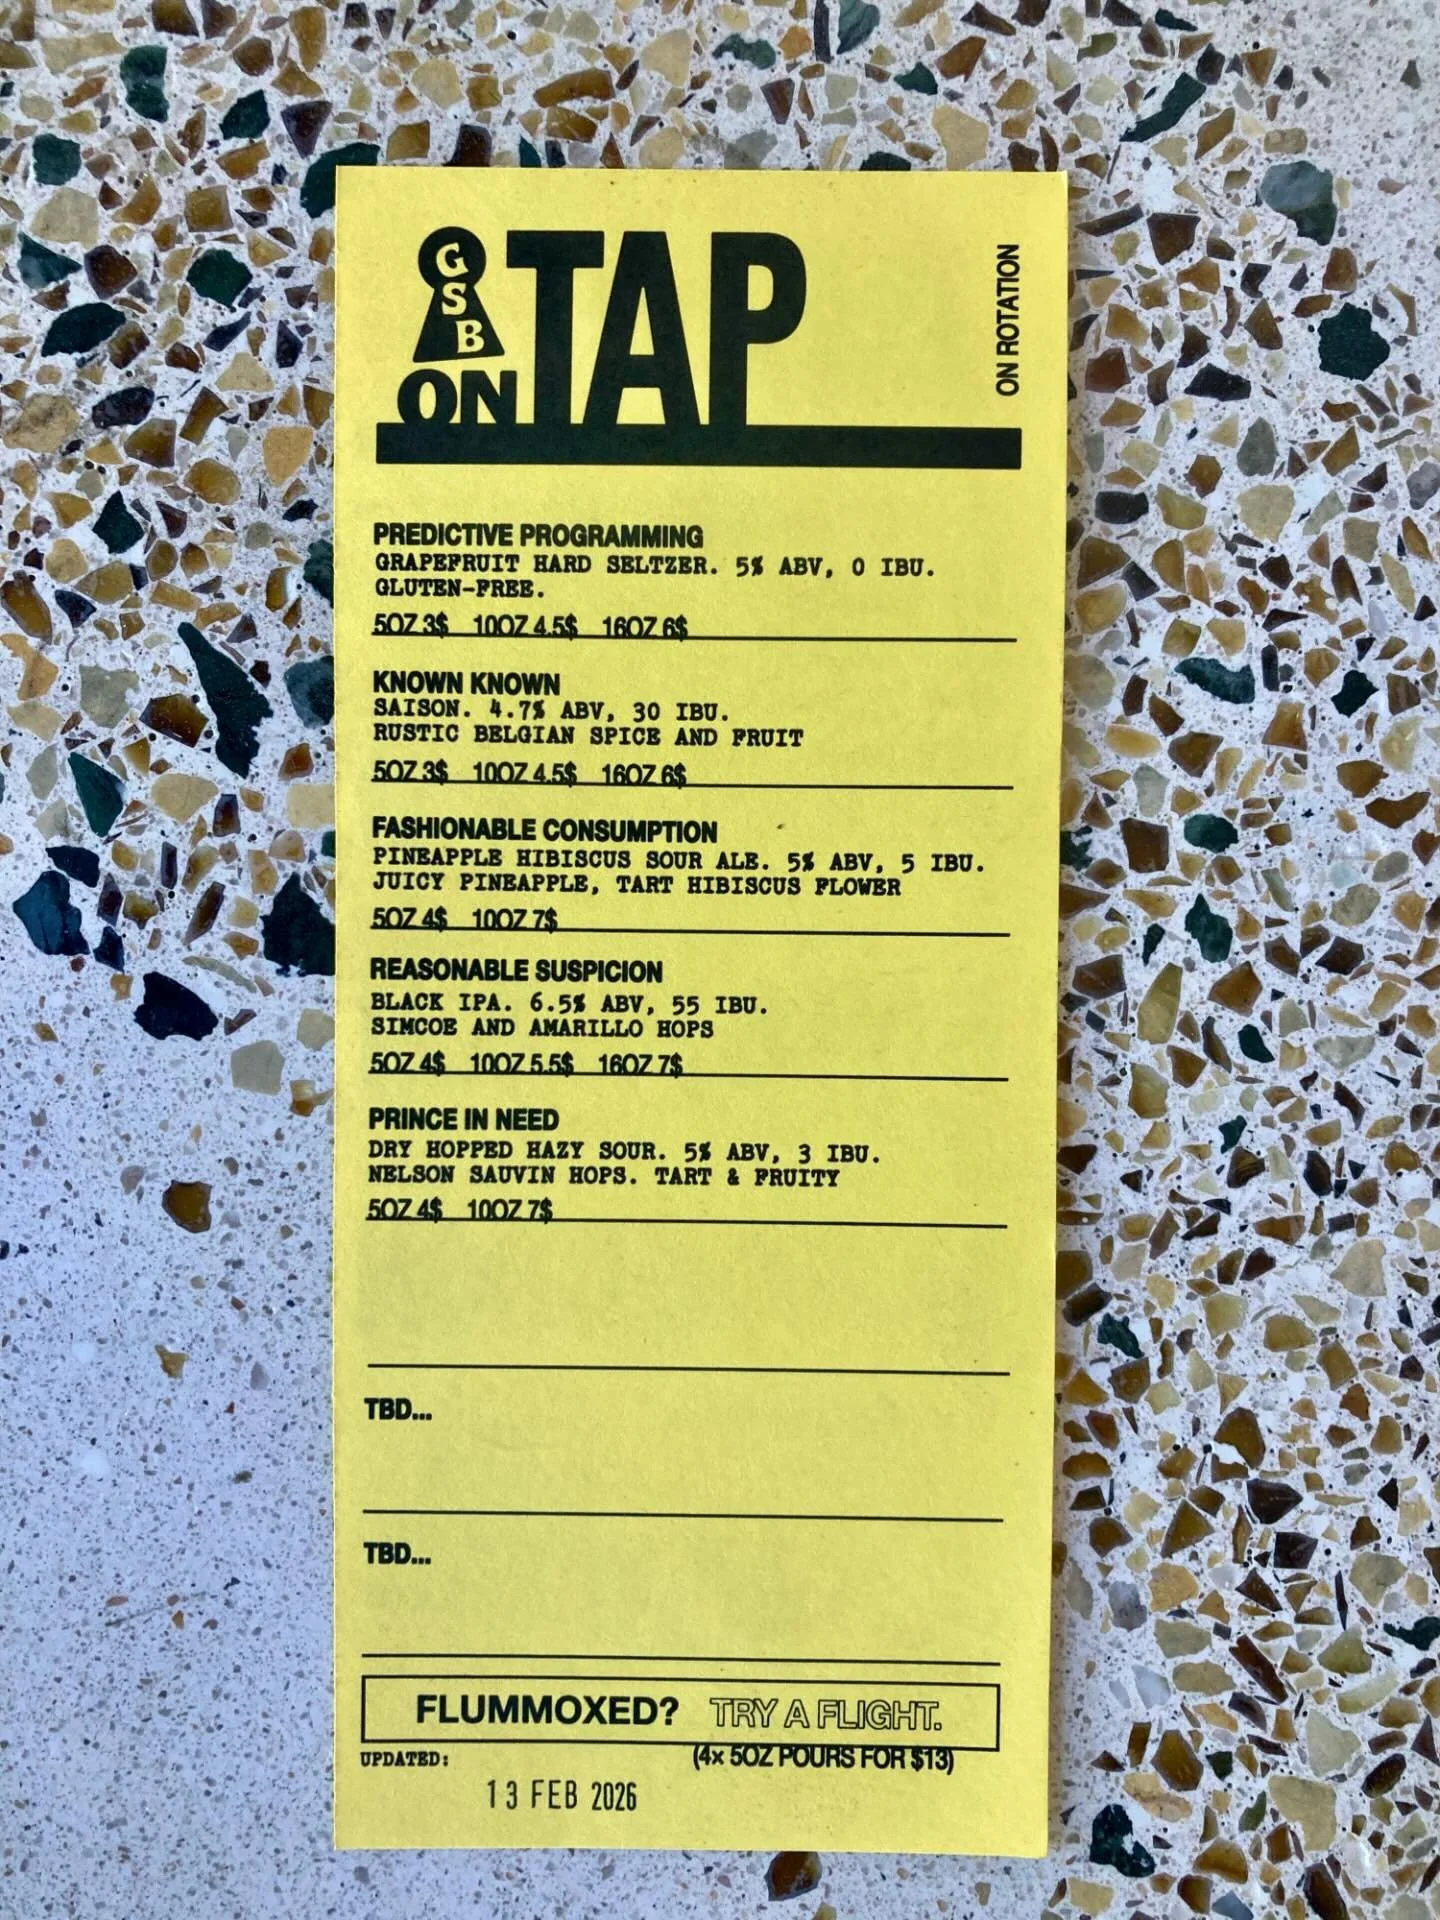 GSB
ON TAP
ON ROTATION
PREDICTIVE PROGRAMMING
GRAPEFRUIT HARD SELTZER. 5% ABV, 0 IBU.
GLUTEN-FREE.
5OZ 3$ 10OZ 4.5$ 16OZ 6$
KNOWN KNOWN
SAISON. 4.7% ABV, 30 IBU.
RUSTIC BELGIAN SPICE AND FRUIT
5OZ 3$ 10OZ 4.5$ 16OZ 6$
FASHIONABLE CONSUMPTION
PINEAPPLE HIBISCUS SOUR ALE. 5% ABV, 5 IBU.
JUICY PINEAPPLE, TART HIBISCUS FLOWER
5OZ 4$ 10OZ 7$
REASONABLE SUSPICION
BLACK IPA. 6.5% ABV, 55 IBU.
SIMCOE AND AMARILLO HOPS
5OZ 4$ 10OZ 5.5$ 16OZ 7$
PRINCE IN NEED
DRY HOPPED HAZY SOUR. 5% ABV, 3 IBU.
NELSON SAUVIN HOPS. TART & FRUITY
5OZ 4$ 10OZ 7$
TBD...
TBD...
FLUMMOXED? TRY A FLIGHT.
(4x 5OZ POURS FOR $13)
UPDATED:
13 FEB 2026